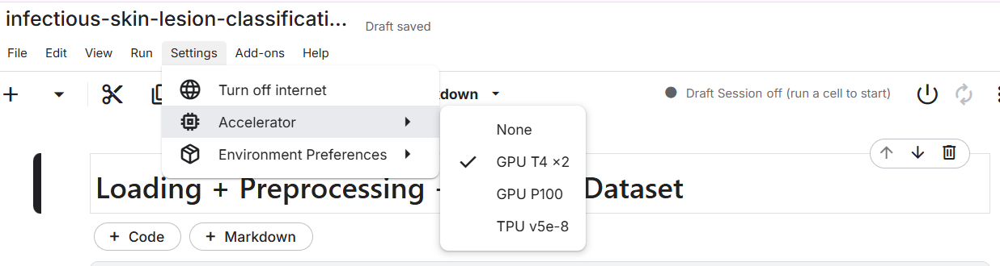 infectious-skin-lesion-classificati... Draft saved
File Edit View Run Settings Add-ons Help
Turn off internet
down
Draft Session off (run a cell to start)
Accelerator
Environment Preferences
None
GPU T4 ×2
GPU P100
TPU v5e-8
Loading + Preprocessing + Dataset
+ Code + Markdown